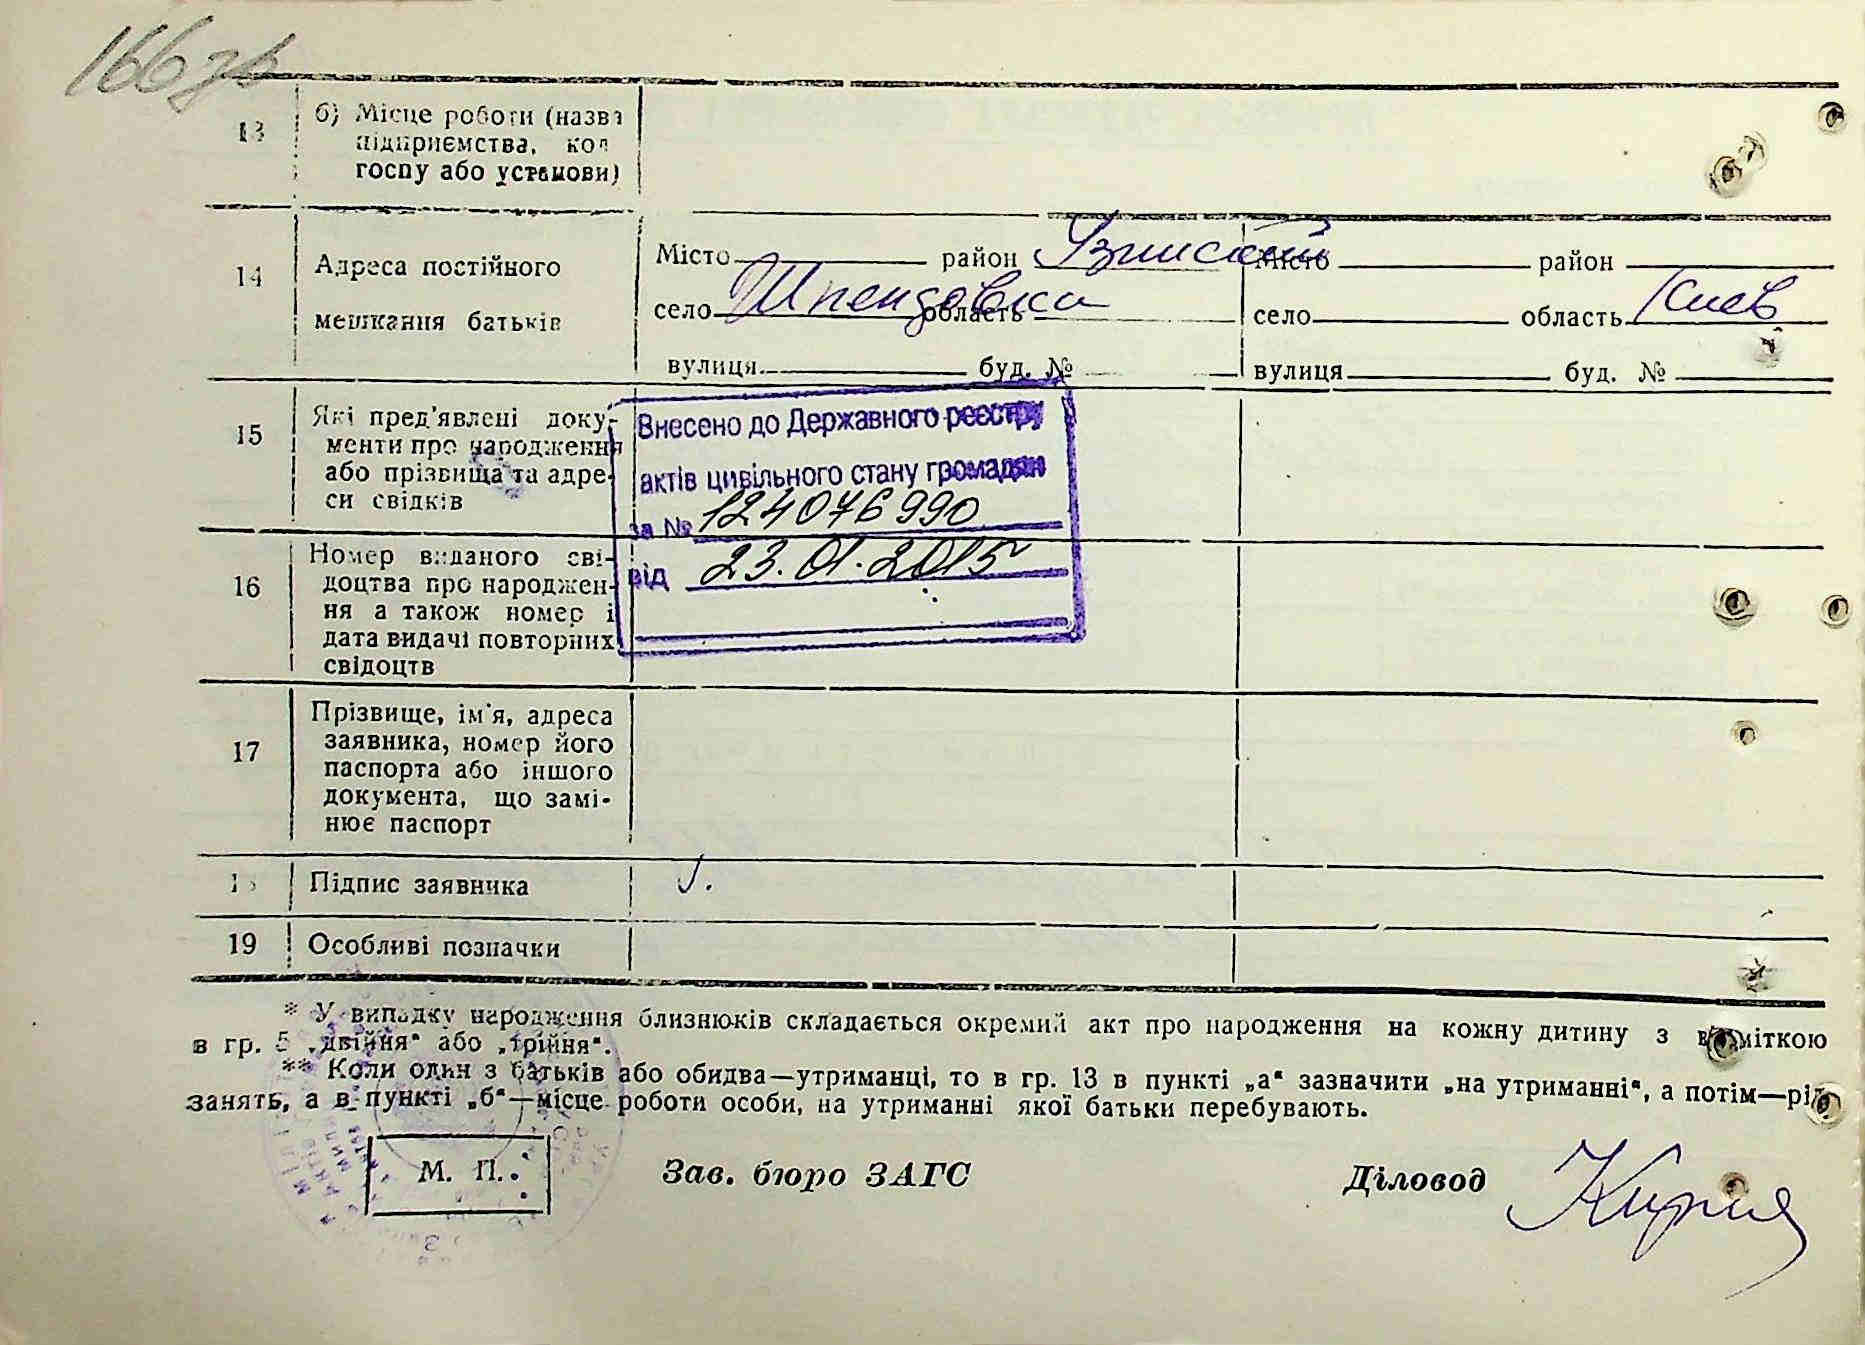 166зв
13 б) Місце роботи (назва
підприємства, кол
госпу або установи)
14 Адреса постійного
мешкання батьків
Місто район Узинский Місто район
село Шпендовка область село область Киев
вулиця буд. № вулиця буд. №
15 Які пред'явлені доку-
менти про народження
або прізвища та адре-
си свідків
Внесено до Державного реєстру
актів цивільного стану громадян
за № 124076990
від 23.01.2015
16 Номер виданого сві-
доцтва про народжен-
ня а також номер і
дата видачі повторних
свідоцтв
17 Прізвище, ім'я, адреса
заявника, номер його
паспорта або іншого
документа, що замі-
нює паспорт
18 Підпис заявника
19 Особливі позначки
* У випадку народження близнюків складається окремий акт про народження на кожну дитину з відміткою
в гр. 5 „двійня“ або „трійня“.
** Коли один з батьків або обидва—утриманці, то в гр. 13 в пункті „а“ зазначити „на утриманні“, а потім—рід
занять, а в пункті „б“—місце роботи особи, на утриманні якої батьки перебувають.
М. П. Зав. бюро ЗАГС Діловод